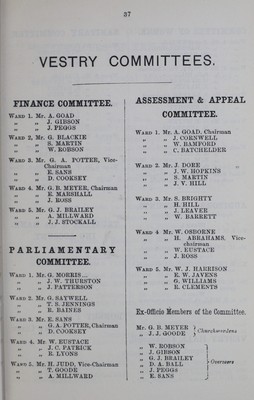 37
VESTRY COMMITTEES.
FINANCE COMMITTEE.
WARD 1. Mr. A. GOAD
„ „ J. GIBSON
„ „ J. PEGGS
WARD 2. Mr. G. BLACKIE
„ „ S. MARTIN
„ „ W. ROBSON
WARD 3. Mr. G. A. POTTER, Vice-
Chairman
„ „ E. SANS
„ „ D. COOKSEY
WARD 4. Mr. G. B. MEYER, Chairman
„ „ E. MARSHALL
„ „ J. ROSS
WARD 5. Mr. G. J. BRAILEY
„ „ A. MILLWARD
„ „ J. J. STOCKALL
PARLIAMENTARY
COMMITTEE.
WARD 1. Mr. G. MORRIS...
„ „ J. W. THURSTON
„ „ J. PATTERSON
WARD 2. Mr. G. SAYWELL
„ „ T. S. JENNINGS
„ „ R. BAINES
WARD 3. Mr. E. SANS
„ „ G. A. POTTER, Chairman
„ „ D. COOKSEY
WARD 4. Mr. W. EUSTACE
„ „ J. C. PATRICK
„ „ R. LYONS
WARD 5. Mr. H. JUDD, Vice-Chairman
„ „ T. GOODE
„ „ A. MILLWARD
ASSESSMENT & APPEAL
COMMITTEE.
WARD 1. Mr. A. GOAD, Chairman
„ „ J. CORNWELL
„ „ W. BAMFORD
„ „ C. BATCHELDER
WARD 2. Mr. J. DORE
„ „ J. W. HOPKINS
„ „ S. MARTIN
„ „ J. V. HILL
WARD 3. Mr. S. BRIGHTY
„ „ H. HILL
„ „ J. LEAVER
„ „ W. BARRETT
WARD 4. Mr. W. OSBORNE
„ „ H. ABRAHAMS, Vice-
chairman
„ „ W. EUSTACE
„ „ J. ROSS
WARD 5. Mr. W. J. HARRISON
„ „ E. W. JAVENS
„ „ G. WILLIAMS
„ „ R. CLEMENTS
Ex-Officio Members of the Committee.
Mr. G. B. MEYER } Churchwardens
„ J. J. GOODE
„ W. ROBSON
„ J. GIBSON
„ G. J. BRAILEY
„ D. A. BALL } Overseers
„ J. PEGGS
„ E. SANS